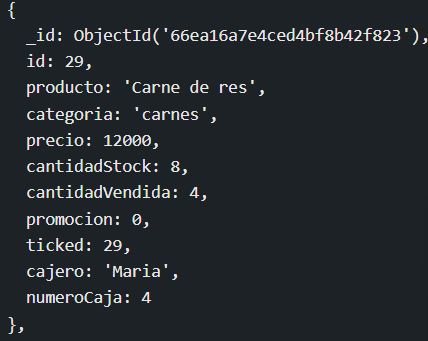 {
_id: ObjectId('66ea16a7e4ced4bf8b42f823'),
id: 29,
producto: 'Carne de res',
categoria: 'carnes',
precio: 12000,
cantidadStock: 8,
cantidadVendida: 4,
promocion: 0,
ticked: 29,
cajero: 'Maria',
numeroCaja: 4
},